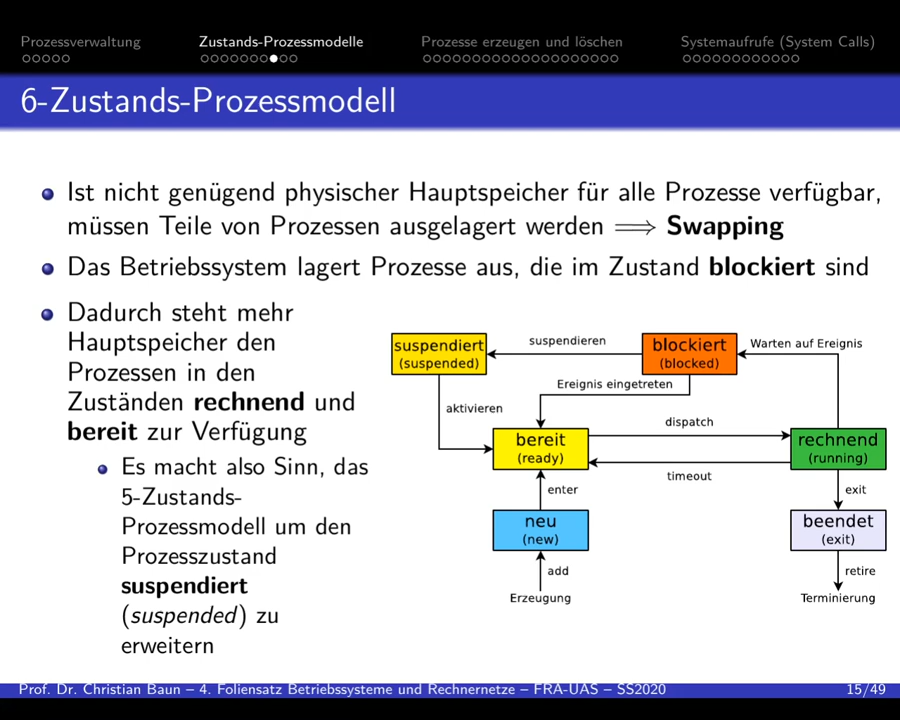 Prozessverwaltung
Zustands-Prozessmodelle
Prozesse erzeugen und löschen
Systemaufrufe (System Calls)
6-Zustands-Prozessmodell
Ist nicht genügend physischer Hauptspeicher für alle Prozesse verfügbar,
müssen Teile von Prozessen ausgelagert werden ⟹ Swapping
Das Betriebssystem lagert Prozesse aus, die im Zustand blockiert sind
Dadurch steht mehr
Hauptspeicher den
Prozessen in den
Zuständen rechnend und
bereit zur Verfügung
Es macht also Sinn, das
5-Zustands-
Prozessmodell um den
Prozesszustand
suspendiert
(suspended) zu
erweitern
suspendiert
(suspended)
suspendieren
blockiert
(blocked)
Warten auf Ereignis
Ereignis eingetreten
aktivieren
bereit
(ready)
dispatch
timeout
rechnend
(running)
enter
exit
neu
(new)
beendet
(exit)
add
retire
Erzeugung
Terminierung
Prof. Dr. Christian Baun – 4. Foliensatz Betriebssysteme und Rechnernetze – FRA-UAS – SS2020
15/49